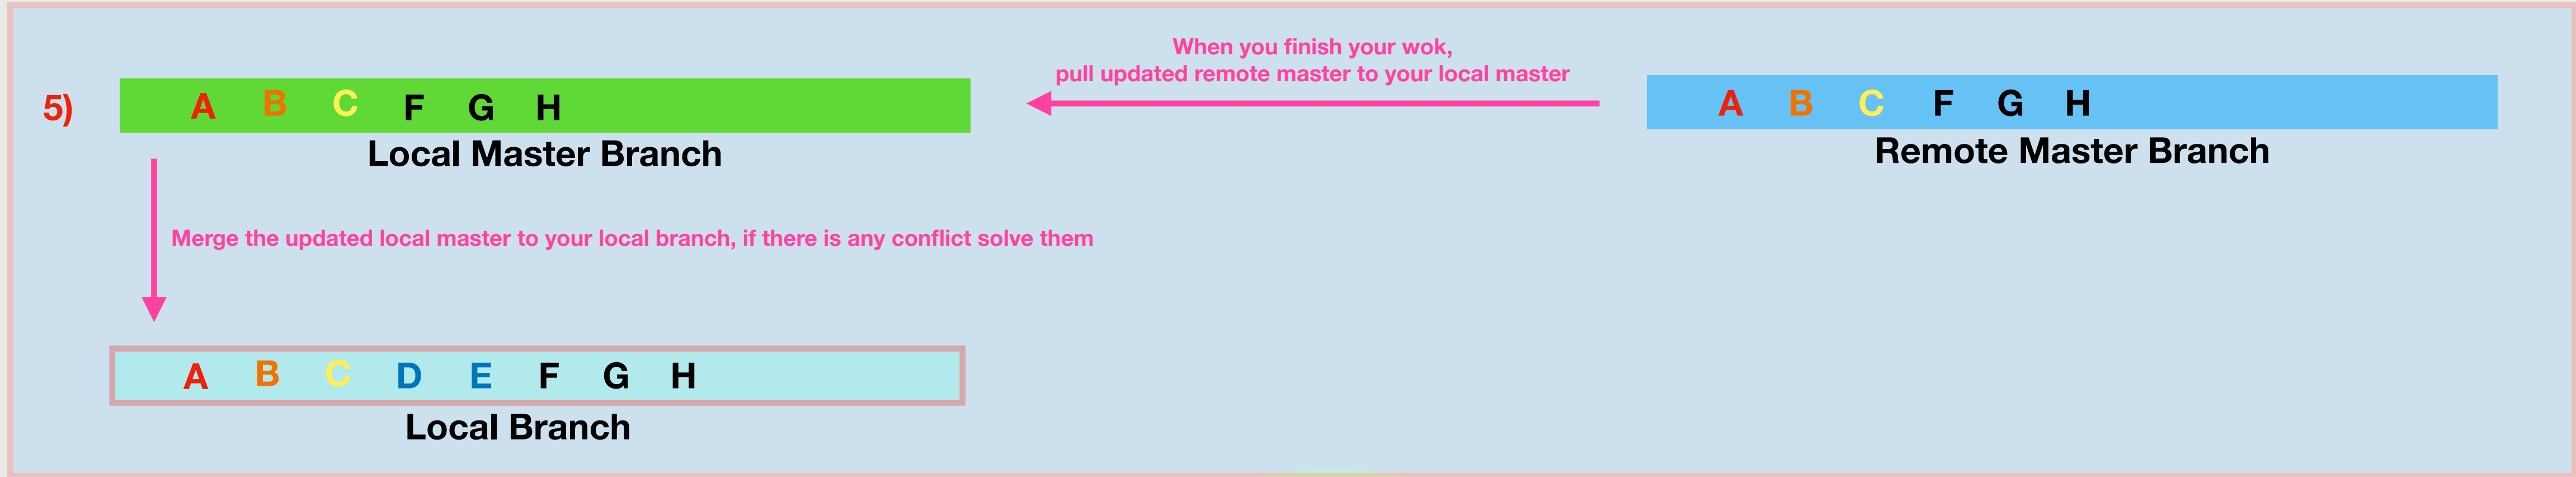 When you finish your wok,
pull updated remote master to your local master
5) A B C F G H
A B C F G H
Local Master Branch
Remote Master Branch
Merge the updated local master to your local branch, if there is any conflict solve them
A B C D E F G H
Local Branch